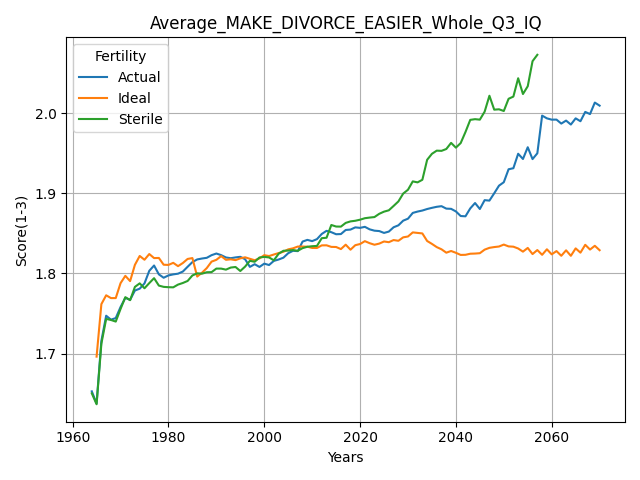 Average_MAKE_DIVORCE_EASIER_Whole_Q3_IQ
Fertility
Actual
Ideal
Sterile
Score(1-3)
2.0
1.9
1.8
1.7
1960
1980
2000
2020
2040
2060
Years